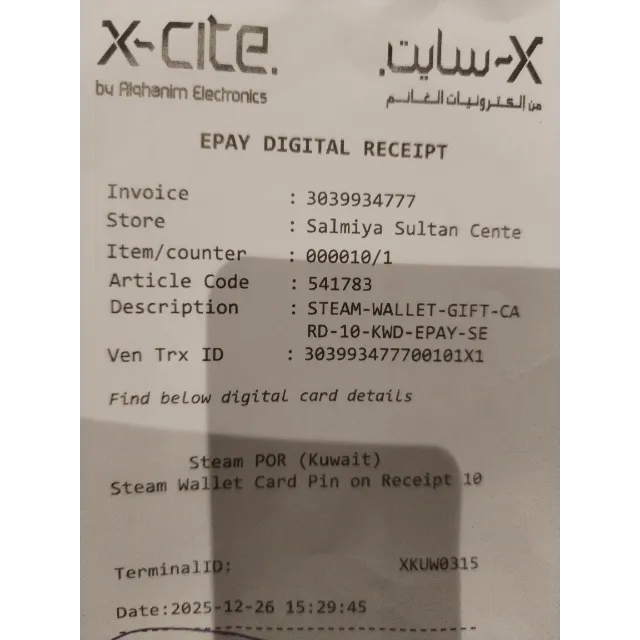 X-cite.
X-سايت.
by Alghanim Electronics
من إلكترونيات الغانم
EPAY DIGITAL RECEIPT
Invoice : 3039934777
Store : Salmiya Sultan Cente
Item/counter : 000010/1
Article Code : 541783
Description : STEAM-WALLET-GIFT-CA
RD-10-KWD-EPAY-SE
Ven Trx ID : 303993477700101X1
Find below digital card details
Steam POR (Kuwait)
Steam Wallet Card Pin on Receipt 10
TerminalID: XKUW0315
Date:2025-12-26 15:29:45